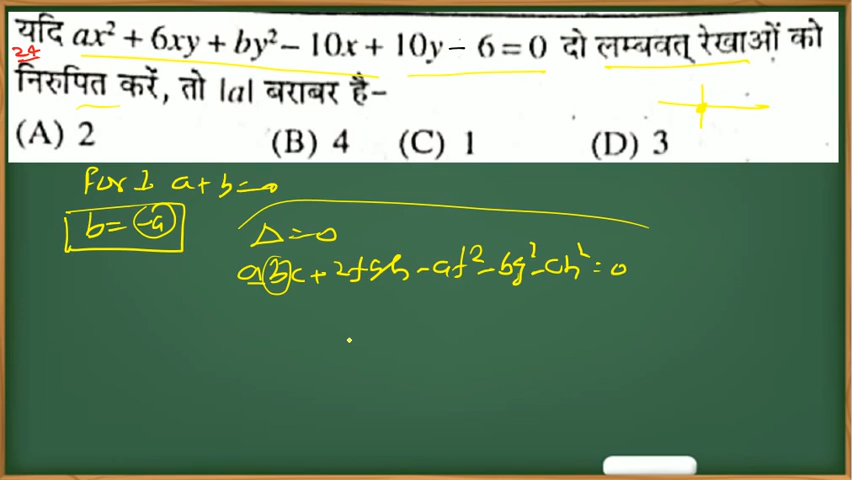 यदि ax² + 6xy + by² – 10x + 10y – 6 = 0 दो लम्बवत् रेखाओं को
24
निरुपित करें, तो |a| बराबर है–
(A) 2 (B) 4 (C) 1 (D) 3
For ⊥ a + b = 0
b = -a
Δ = 0
abc + 2fgh - af² - bg² - ch² = 0